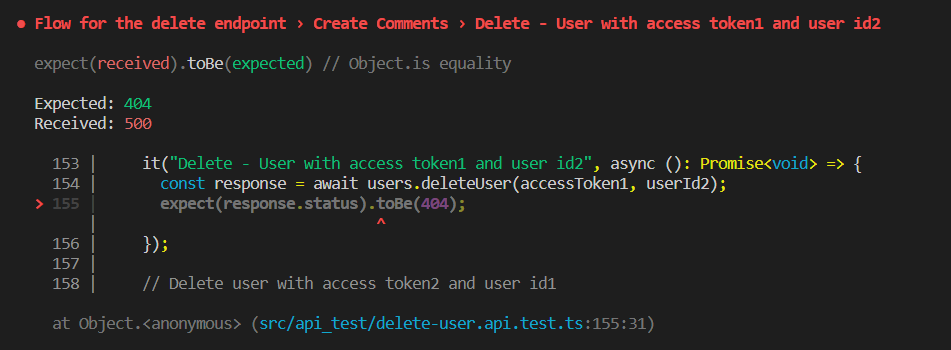 ● Flow for the delete endpoint › Create Comments › Delete - User with access token1 and user id2
expect(received).toBe(expected) // Object.is equality
Expected: 404
Received: 500
153 |     it("Delete - User with access token1 and user id2", async (): Promise<void> => {
154 |       const response = await users.deleteUser(accessToken1, userId2);
> 155 |       expect(response.status).toBe(404);
|                               ^
156 |     });
157 |
158 |     // Delete user with access token2 and user id1
at Object.<anonymous> (src/api_test/delete-user.api.test.ts:155:31)